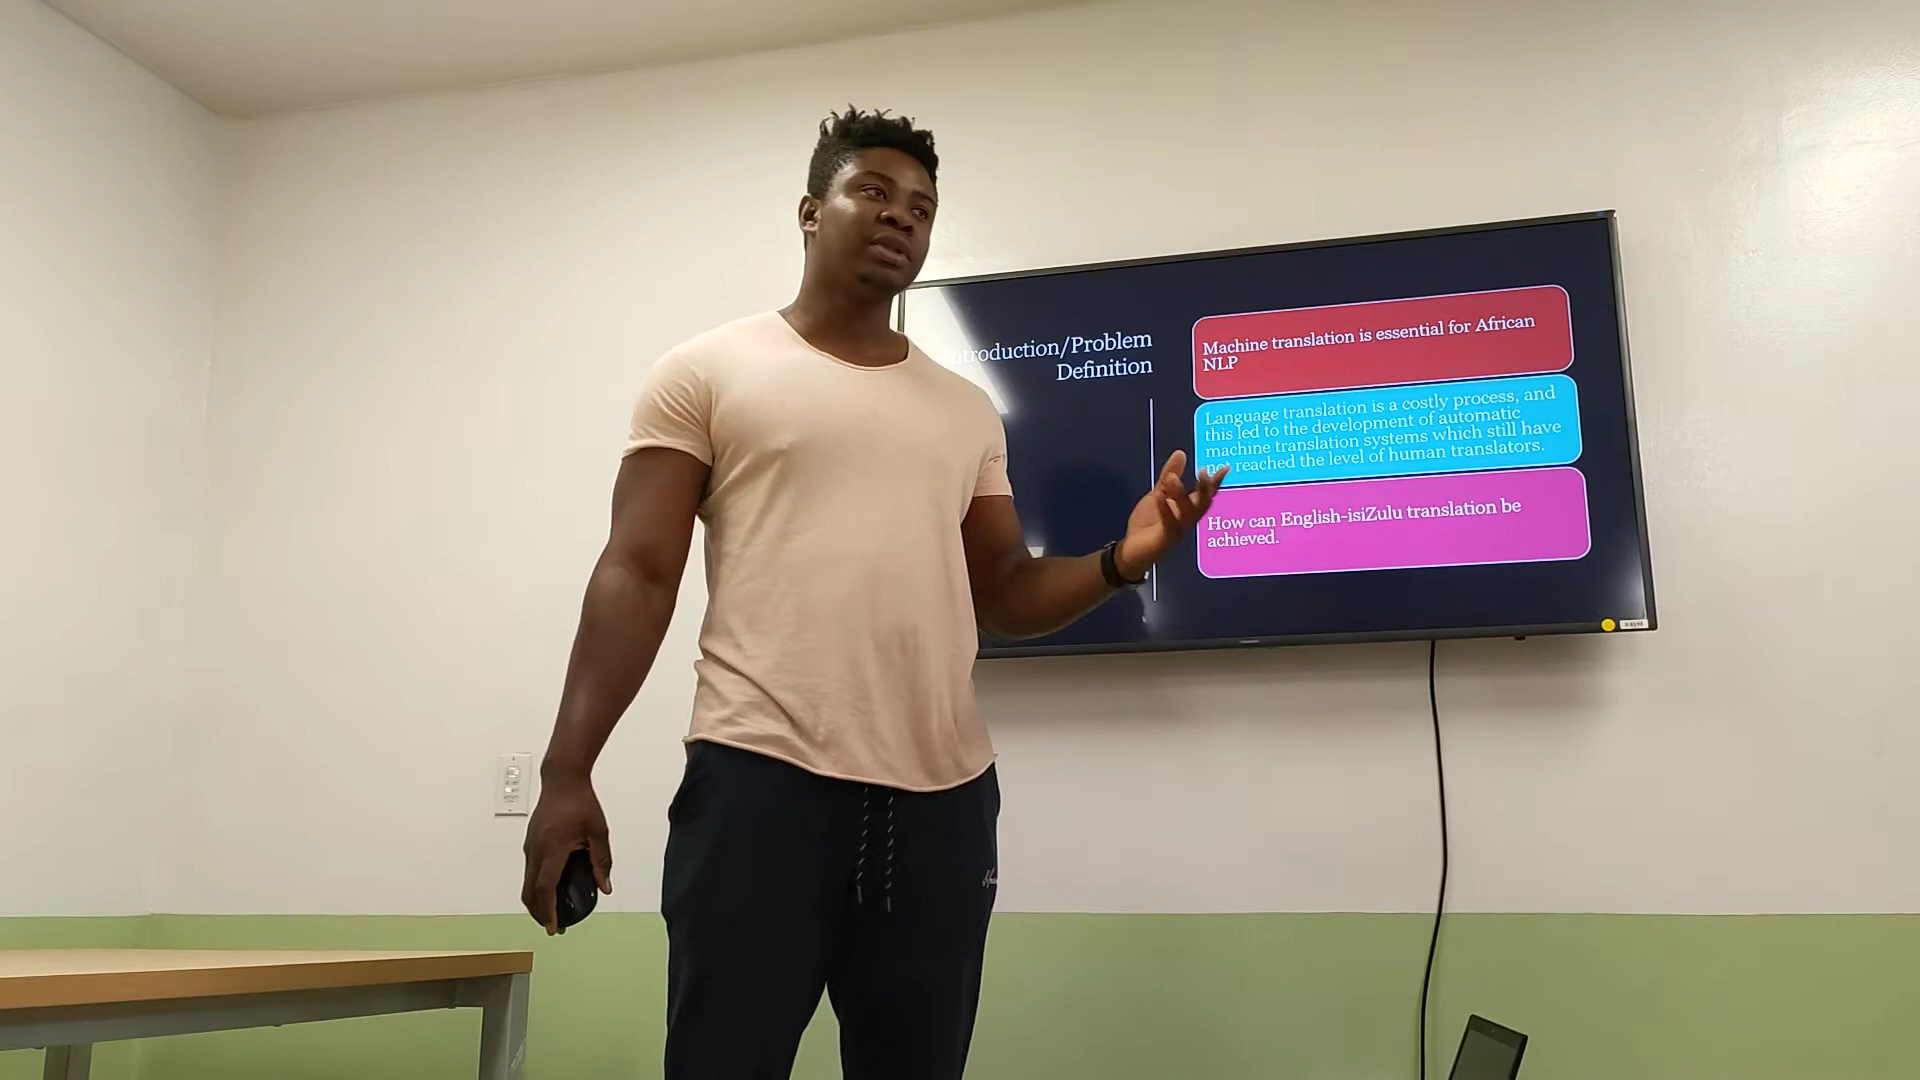 Introduction/Problem
Definition
Machine translation is essential for African
NLP
Language translation is a costly process, and
this led to the development of automatic
machine translation systems which still have
not reached the level of human translators.
How can English-isiZulu translation be
achieved.